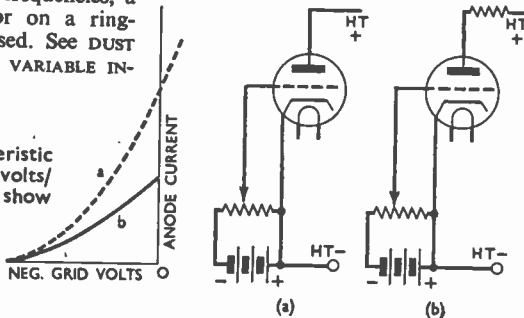 frequencies, a
or on a ring-
sed. See DUST
VARIABLE IN-
eristic
volts/
show
a
b
ANODE CURRENT
NEG. GRID VOLTS O
HT
+
HT-
- +
(a)
HT
+
HT-
- +
(b)